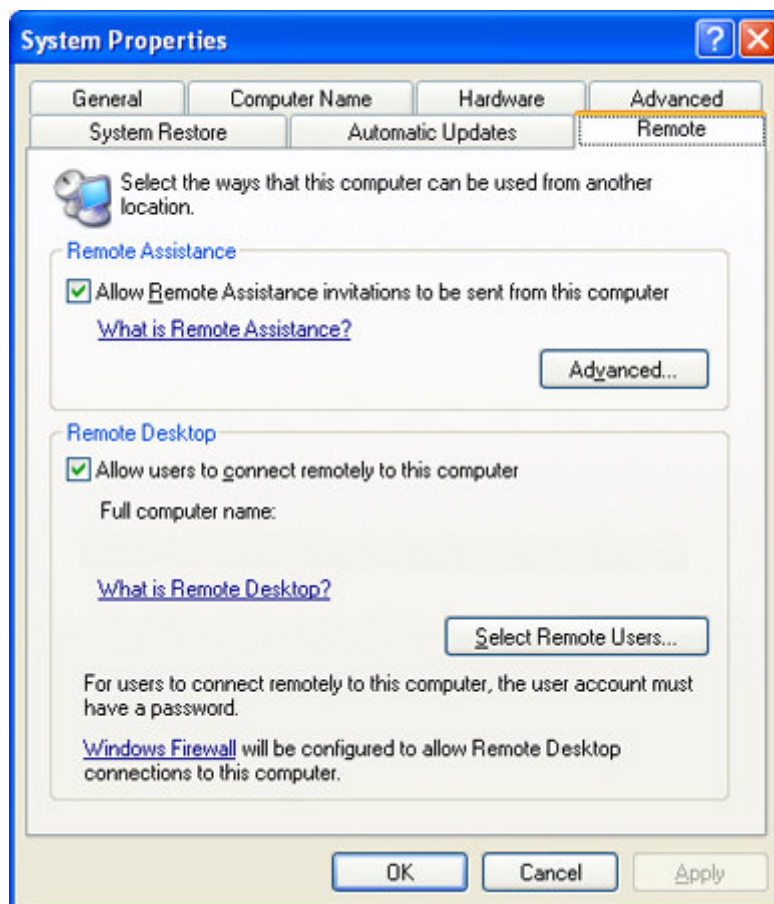 System Properties
General Computer Name Hardware Advanced
System Restore Automatic Updates Remote
Select the ways that this computer can be used from another
location.
Remote Assistance
Allow Remote Assistance invitations to be sent from this computer
What is Remote Assistance?
Advanced...
Remote Desktop
Allow users to connect remotely to this computer
Full computer name:
What is Remote Desktop?
Select Remote Users...
For users to connect remotely to this computer, the user account must
have a password.
Windows Firewall will be configured to allow Remote Desktop
connections to this computer.
OK Cancel Apply